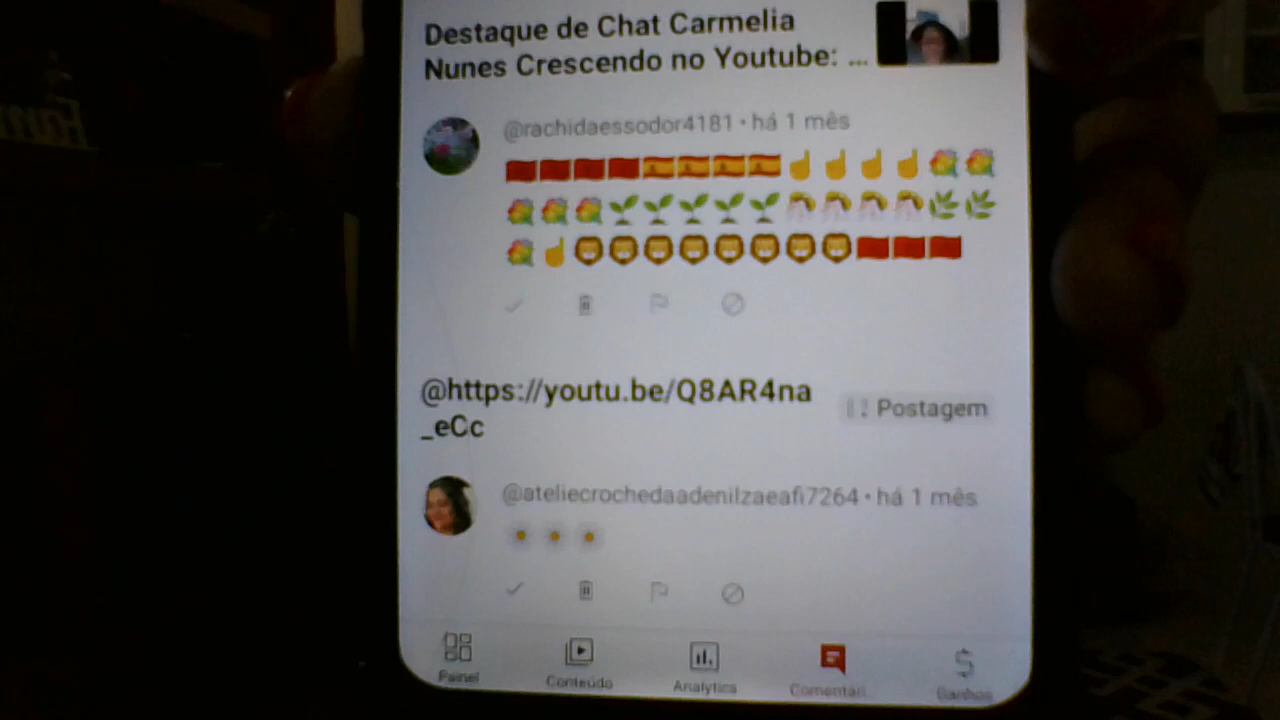 Destaque de Chat Carmelia
Nunes Crescendo no Youtube: ...
@rachidaessodor4181 • há 1 mês
@https://youtu.be/Q8AR4na
_eCc
Postagem
@ateliecrochedaadenilzaeafi7264 • há 1 mês
Painel
Conteúdo
Analytics
Comentári...
Ganhos